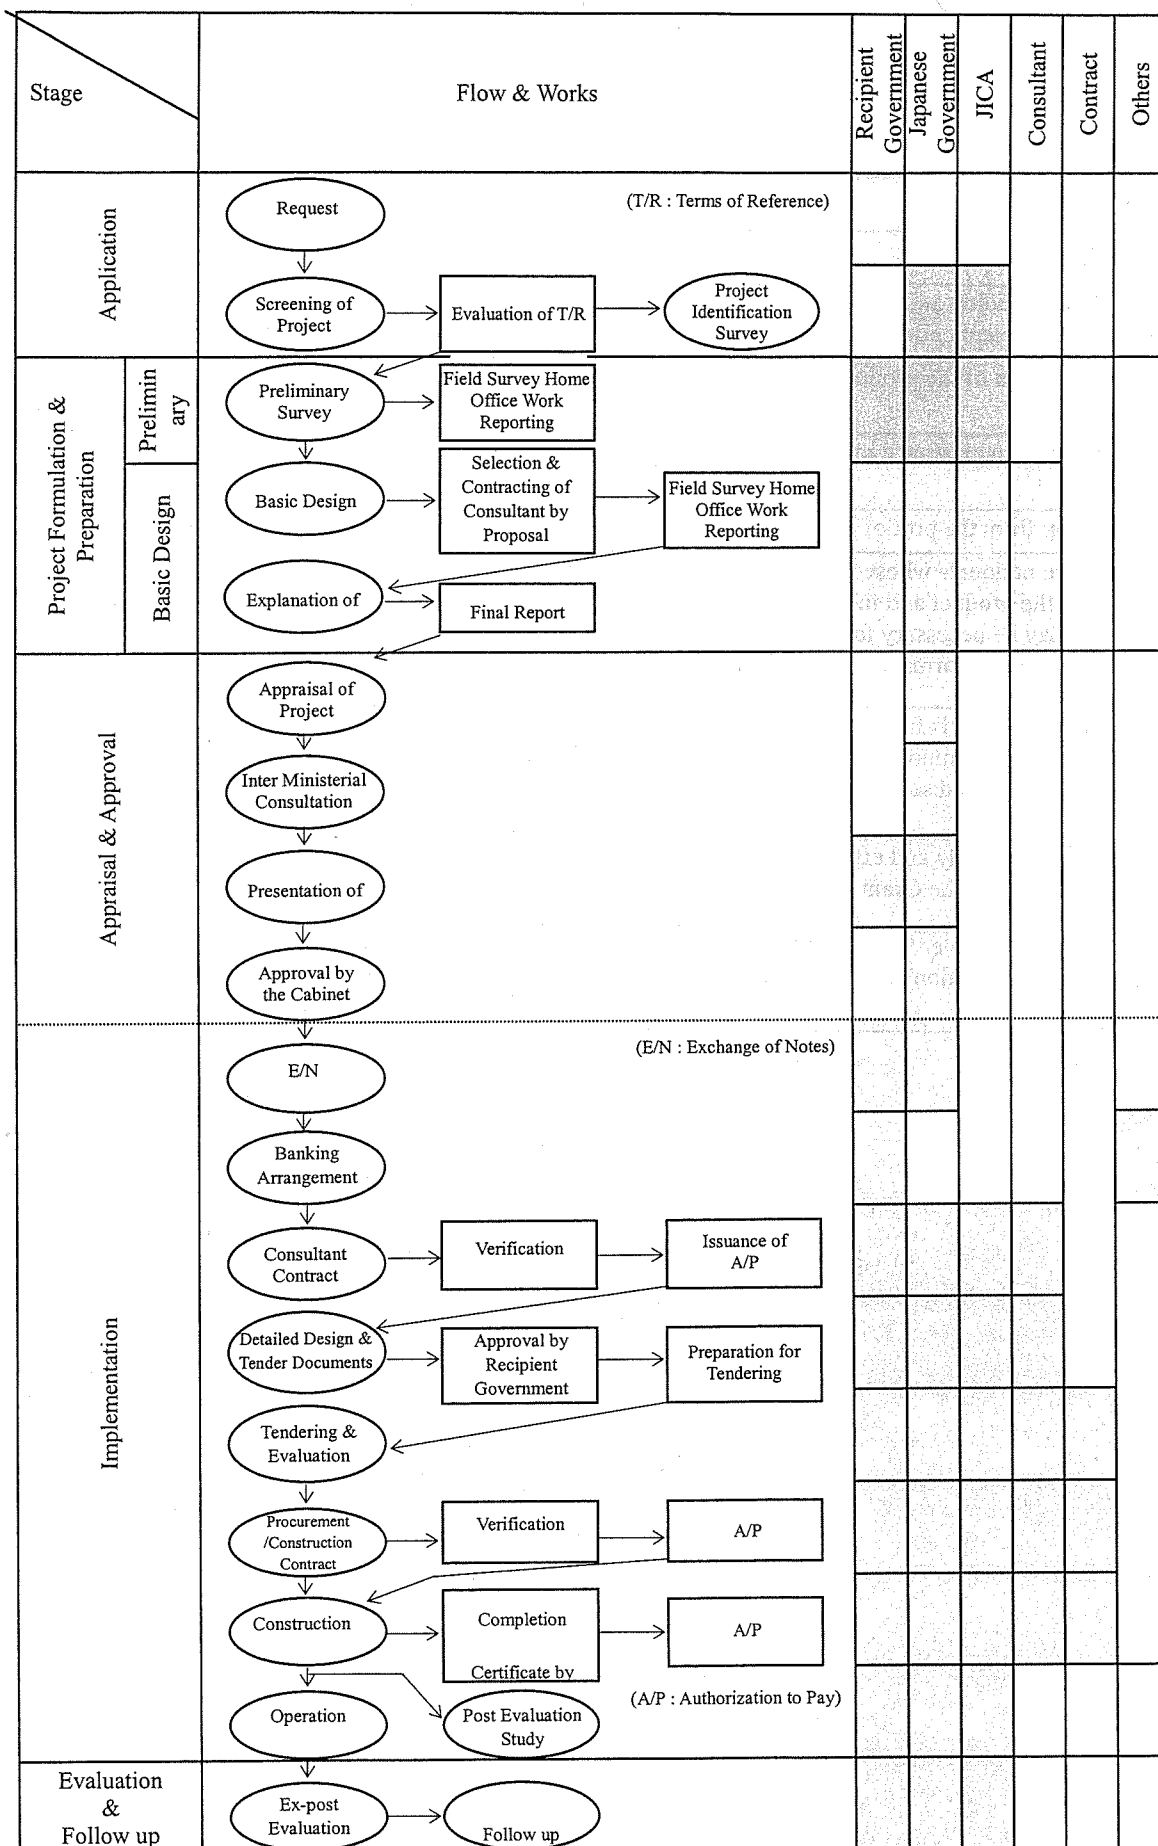 Stage
Flow & Works
Recipient
Government
Japanese
Government
JICA
Consultant
Contract
Others
Application
Request
(T/R : Terms of Reference)
Screening of
Project
Evaluation of T/R
Project
Identification
Survey
Project Formulation &
Preparation
Prelimin
ary
Preliminary
Survey
Field Survey Home
Office Work
Reporting
Basic Design
Basic Design
Selection &
Contracting of
Consultant by
Proposal
Field Survey Home
Office Work
Reporting
Explanation of
Final Report
Appraisal & Approval
Appraisal of
Project
Inter Ministerial
Consultation
Presentation of
Approval by
the Cabinet
Implementation
E/N
(E/N : Exchange of Notes)
Banking
Arrangement
Consultant
Contract
Verification
Issuance of
A/P
Detailed Design &
Tender Documents
Approval by
Recipient
Government
Preparation for
Tendering
Tendering &
Evaluation
Procurement
/Construction
Contract
Verification
A/P
Construction
Completion
Certificate by
A/P
Operation
Post Evaluation
Study
(A/P : Authorization to Pay)
Evaluation
&
Follow up
Ex-post
Evaluation
Follow up